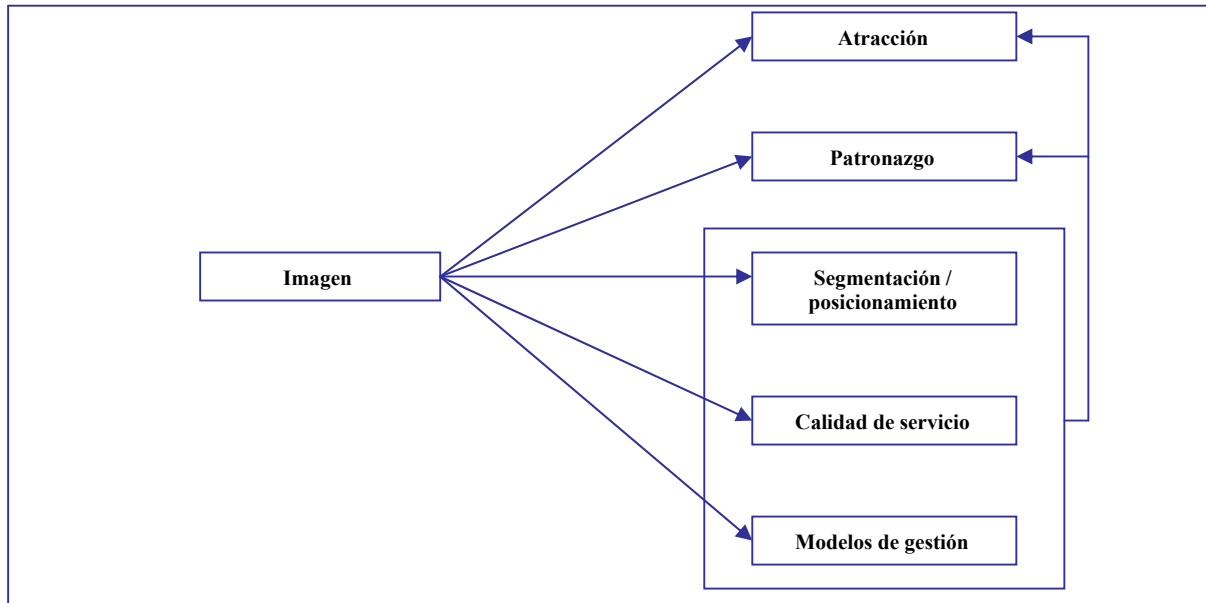 Atracción
Patronazgo
Imagen
Segmentación /
posicionamiento
Calidad de servicio
Modelos de gestión